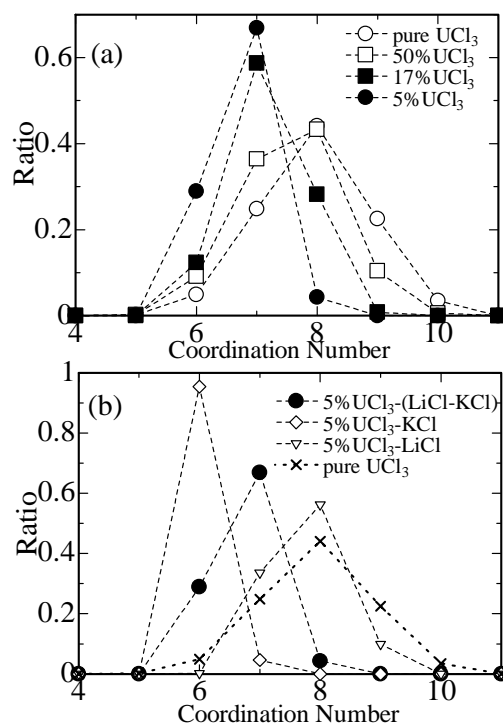 (a)
pure UCl3
50%UCl3
17%UCl3
5%UCl3
0.6
0.4
0.2
0
Ratio
4 6 8 10
Coordination Number
(b)
5%UCl3-(LiCl-KCl)
5%UCl3-KCl
5%UCl3-LiCl
pure UCl3
1
0.8
0.6
0.4
0.2
0
Ratio
4 6 8 10
Coordination Number